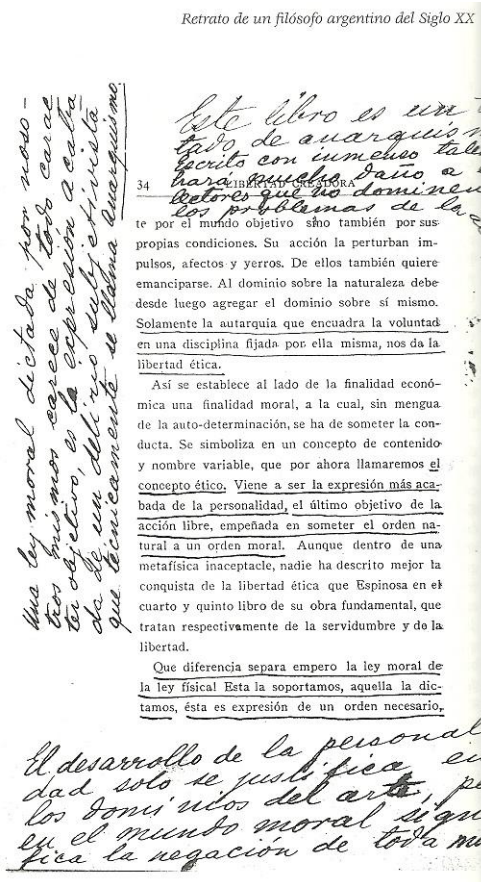 Retrato de un filósofo argentino del Siglo XX
Este libro es un
tado de anarquis
escrito con inmenso tale
hará mucho daño a
lectores que no dominen
los problemas de la
34 LIBERTAD CREADORA
te por el mundo objetivo sino también por sus
propias condiciones. Su acción la perturban im-
pulsos, afectos y yerros. De ellos también quiere
emanciparse. Al dominio sobre la naturaleza debe
desde luego agregar el dominio sobre sí mismo.
Solamente la autarquia que encuadra la voluntad
en una disciplina fijada por ella misma, nos da la
libertad ética.
Así se establece al lado de la finalidad econó-
mica una finalidad moral, a la cual, sin mengua
de la auto-determinación, se ha de someter la con-
ducta. Se simboliza en un concepto de contenido
y nombre variable, que por ahora llamaremos el
concepto ético. Viene a ser la expresión más aca-
bada de la personalidad, el último objetivo de la
acción libre, empeñada en someter el orden na-
tural a un orden moral. Aunque dentro de una
metafísica inaceptacle, nadie ha descrito mejor la
conquista de la libertad ética que Espinosa en el
cuarto y quinto libro de su obra fundamental, que
tratan respectivamente de la servidumbre y de la
libertad.
Que diferencia separa empero la ley moral de
la ley física! Esta la soportamos, aquella la dic-
tamos, ésta es expresión de un orden necesario,
Una ley moral dictada por noso-
tros mismos carece de todo carac
ter objetivo, es la expresión acaba
da de un delirio subjetivista
que técnicamente se llama anarquismo.
El desarrollo de la personal
dad solo se justifica en
los dominios del arte, pe
en el mundo moral signi
fica la negación de toda mo